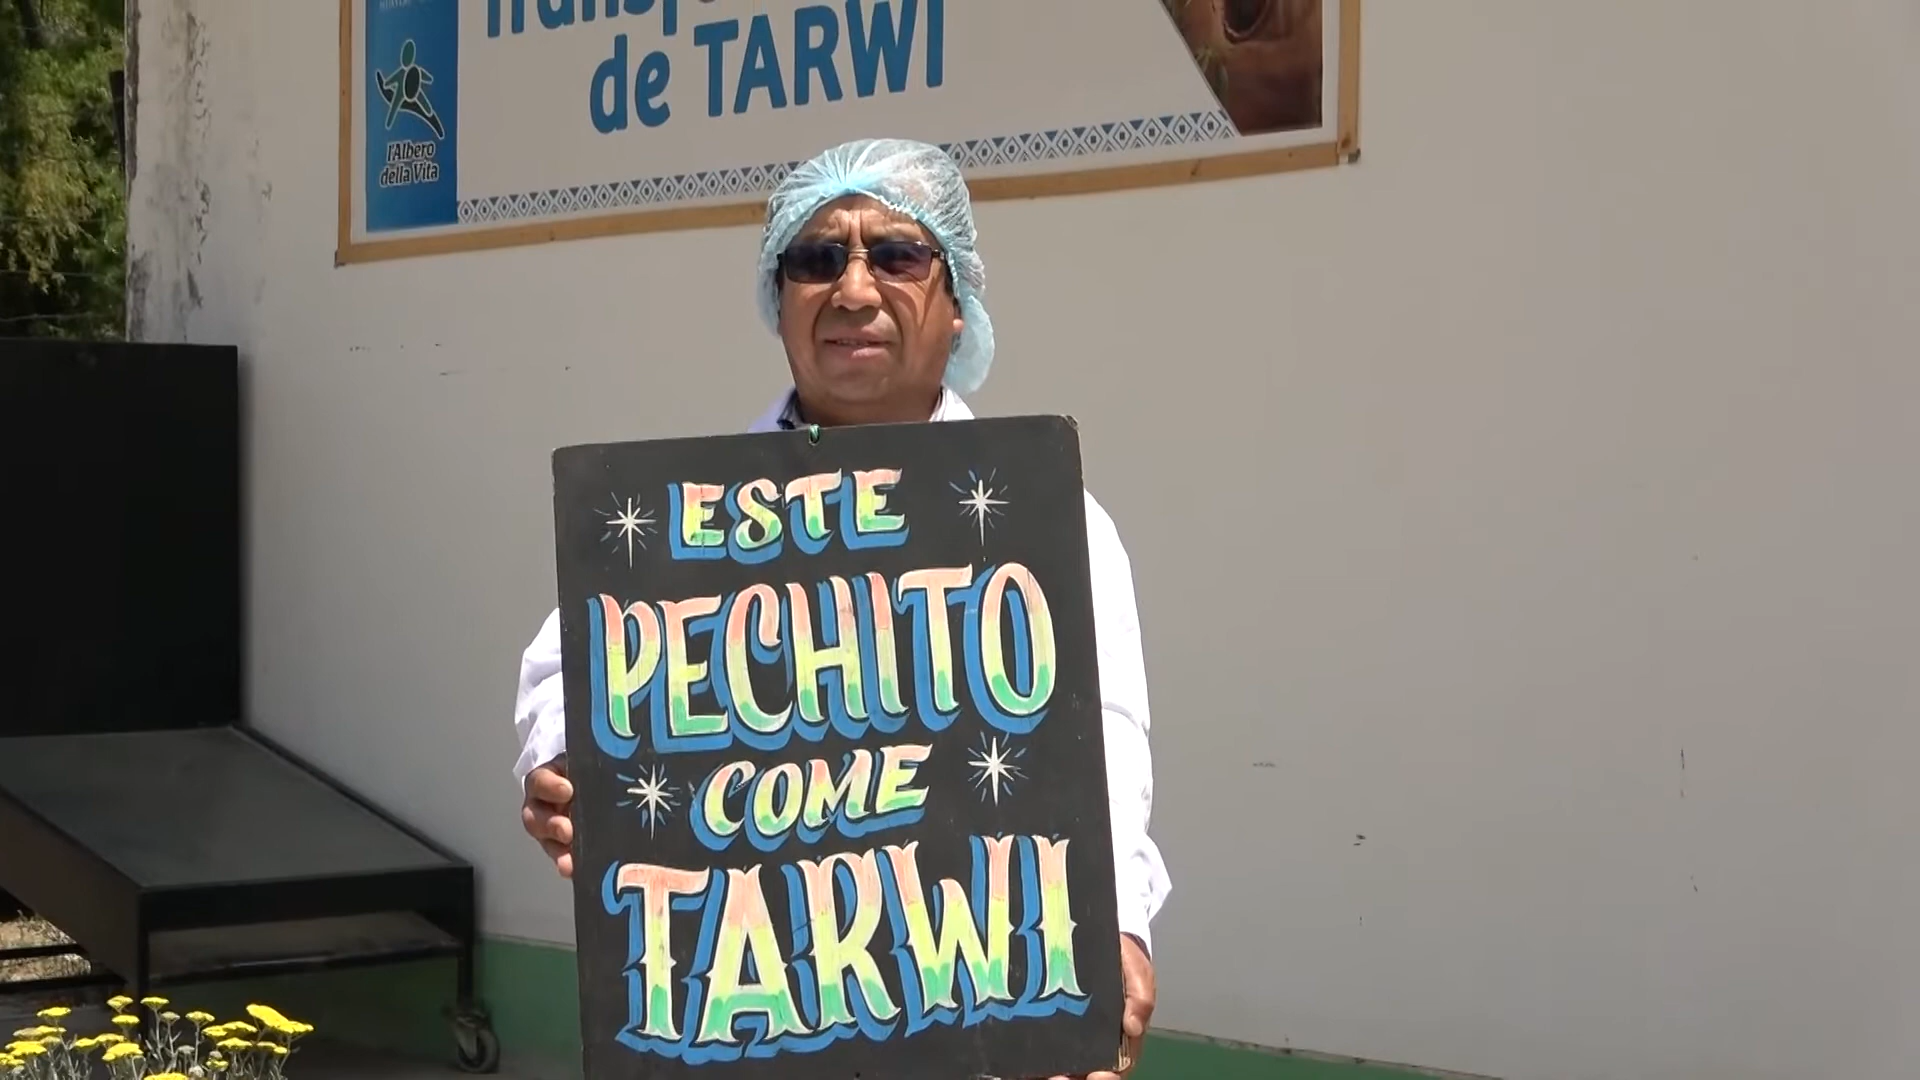 de TARWI
l'Albero
della Vita
ESTE
PECHITO
COME
TARWI